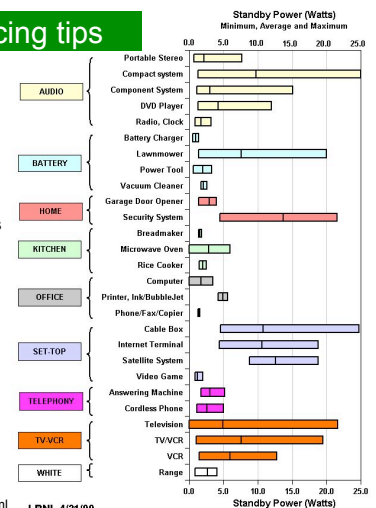 cing tips
Standby Power (Watts)
Minimum, Average and Maximum
0.0 5.0 10.0 15.0 20.0 25.0
AUDIO
Portable Stereo
Compact system
Component System
DVD Player
Radio, Clock
BATTERY
Battery Charger
Lawnmower
Power Tool
Vacuum Cleaner
HOME
Garage Door Opener
Security System
KITCHEN
Breadmaker
Microwave Oven
Rice Cooker
OFFICE
Computer
Printer, Ink/BubbleJet
Phone/Fax/Copier
SET-TOP
Cable Box
Internet Terminal
Satellite System
Video Game
TELEPHONY
Answering Machine
Cordless Phone
TV-VCR
Television
TV/VCR
VCR
WHITE
Range
0.0 5.0 10.0 15.0 20.0 25.0
Standby Power (Watts)